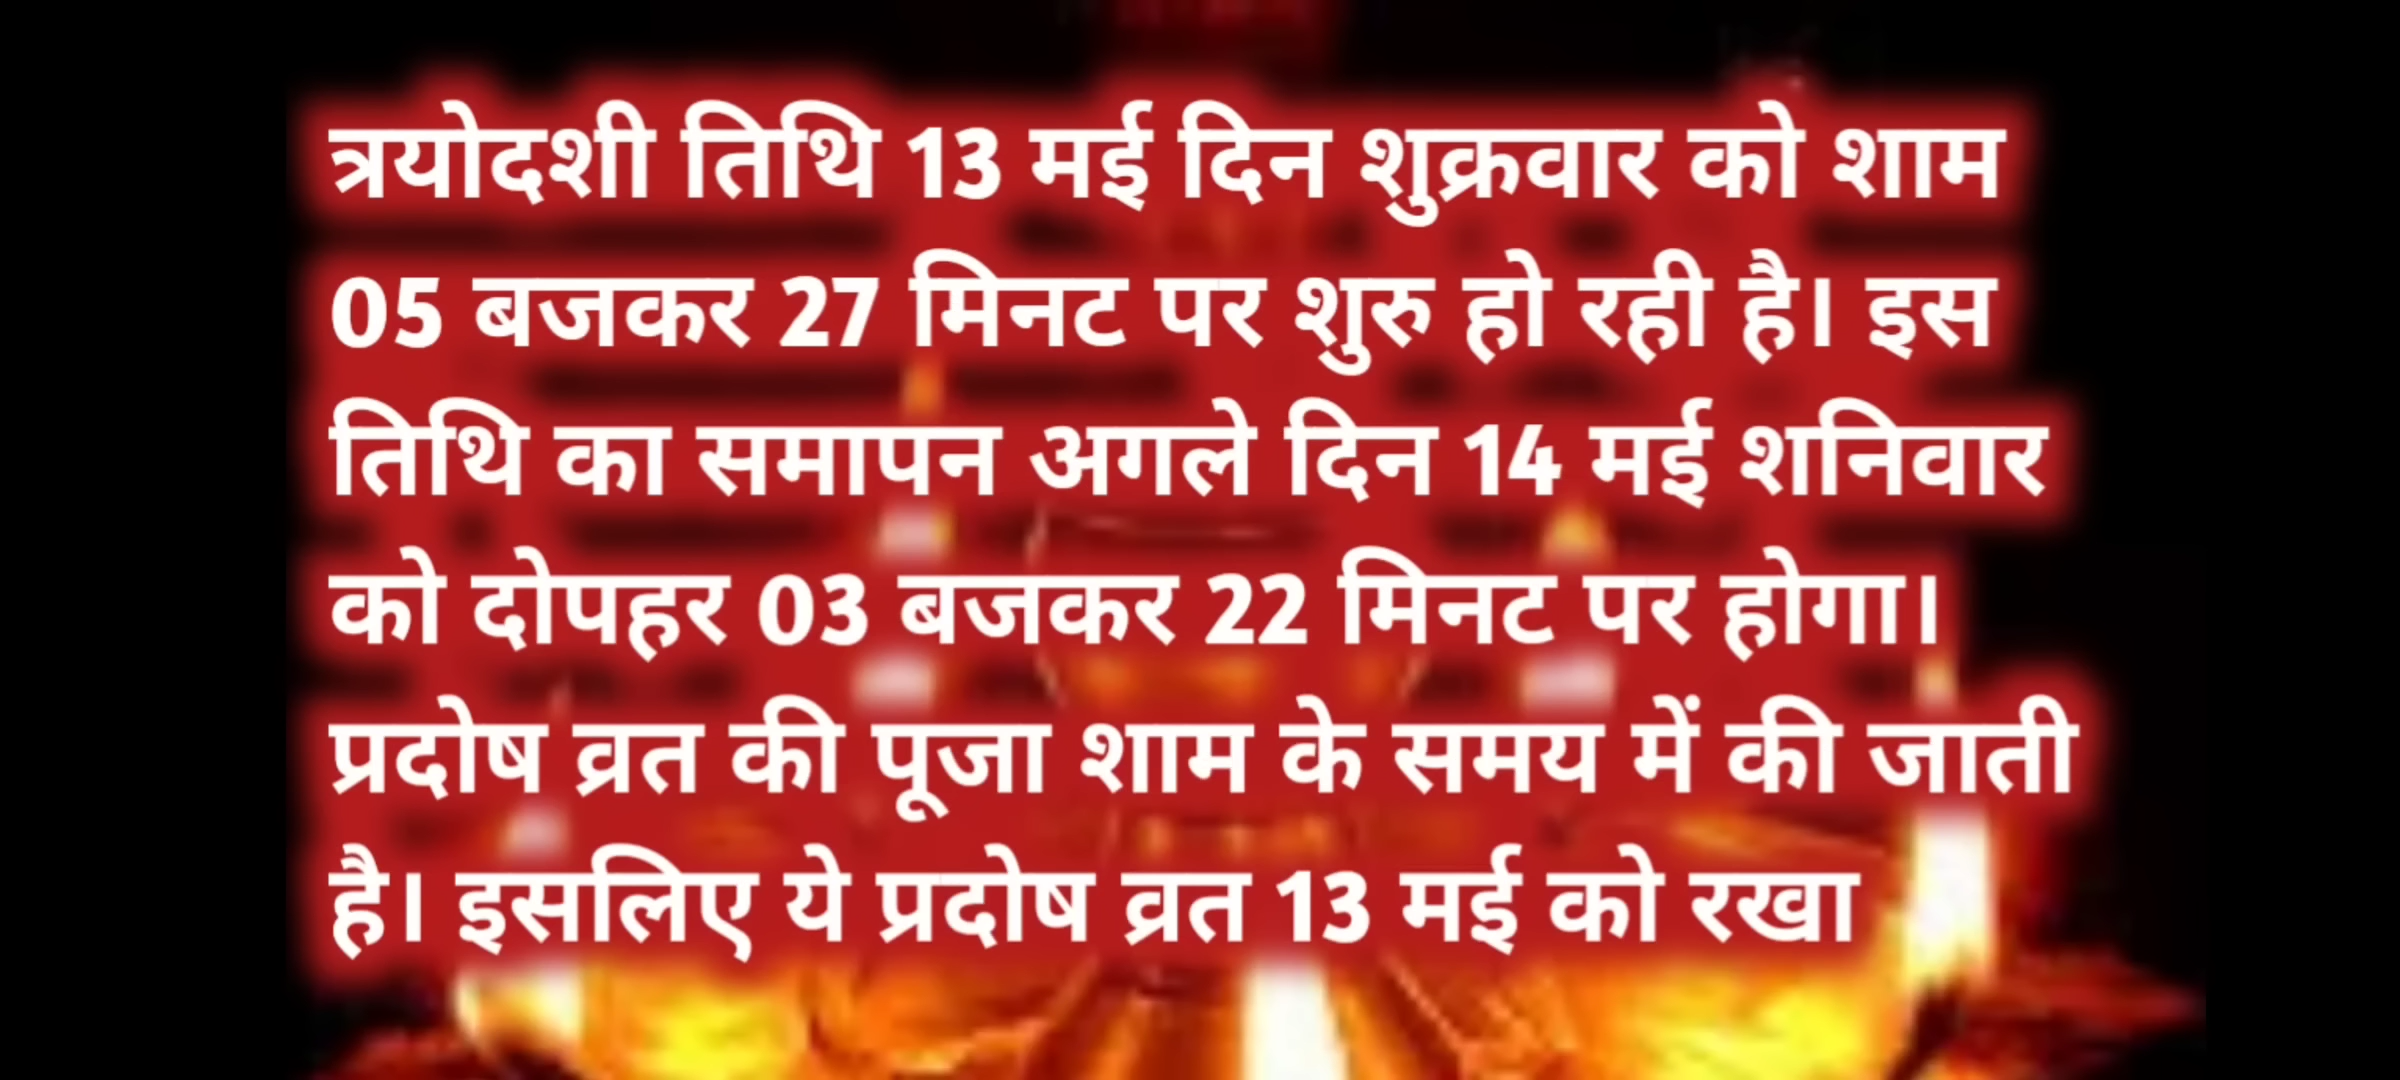 त्रयोदशी तिथि 13 मई दिन शुक्रवार को शाम
05 बजकर 27 मिनट पर शुरु हो रही है। इस
तिथि का समापन अगले दिन 14 मई शनिवार
को दोपहर 03 बजकर 22 मिनट पर होगा।
प्रदोष व्रत की पूजा शाम के समय में की जाती
है। इसलिए ये प्रदोष व्रत 13 मई को रखा